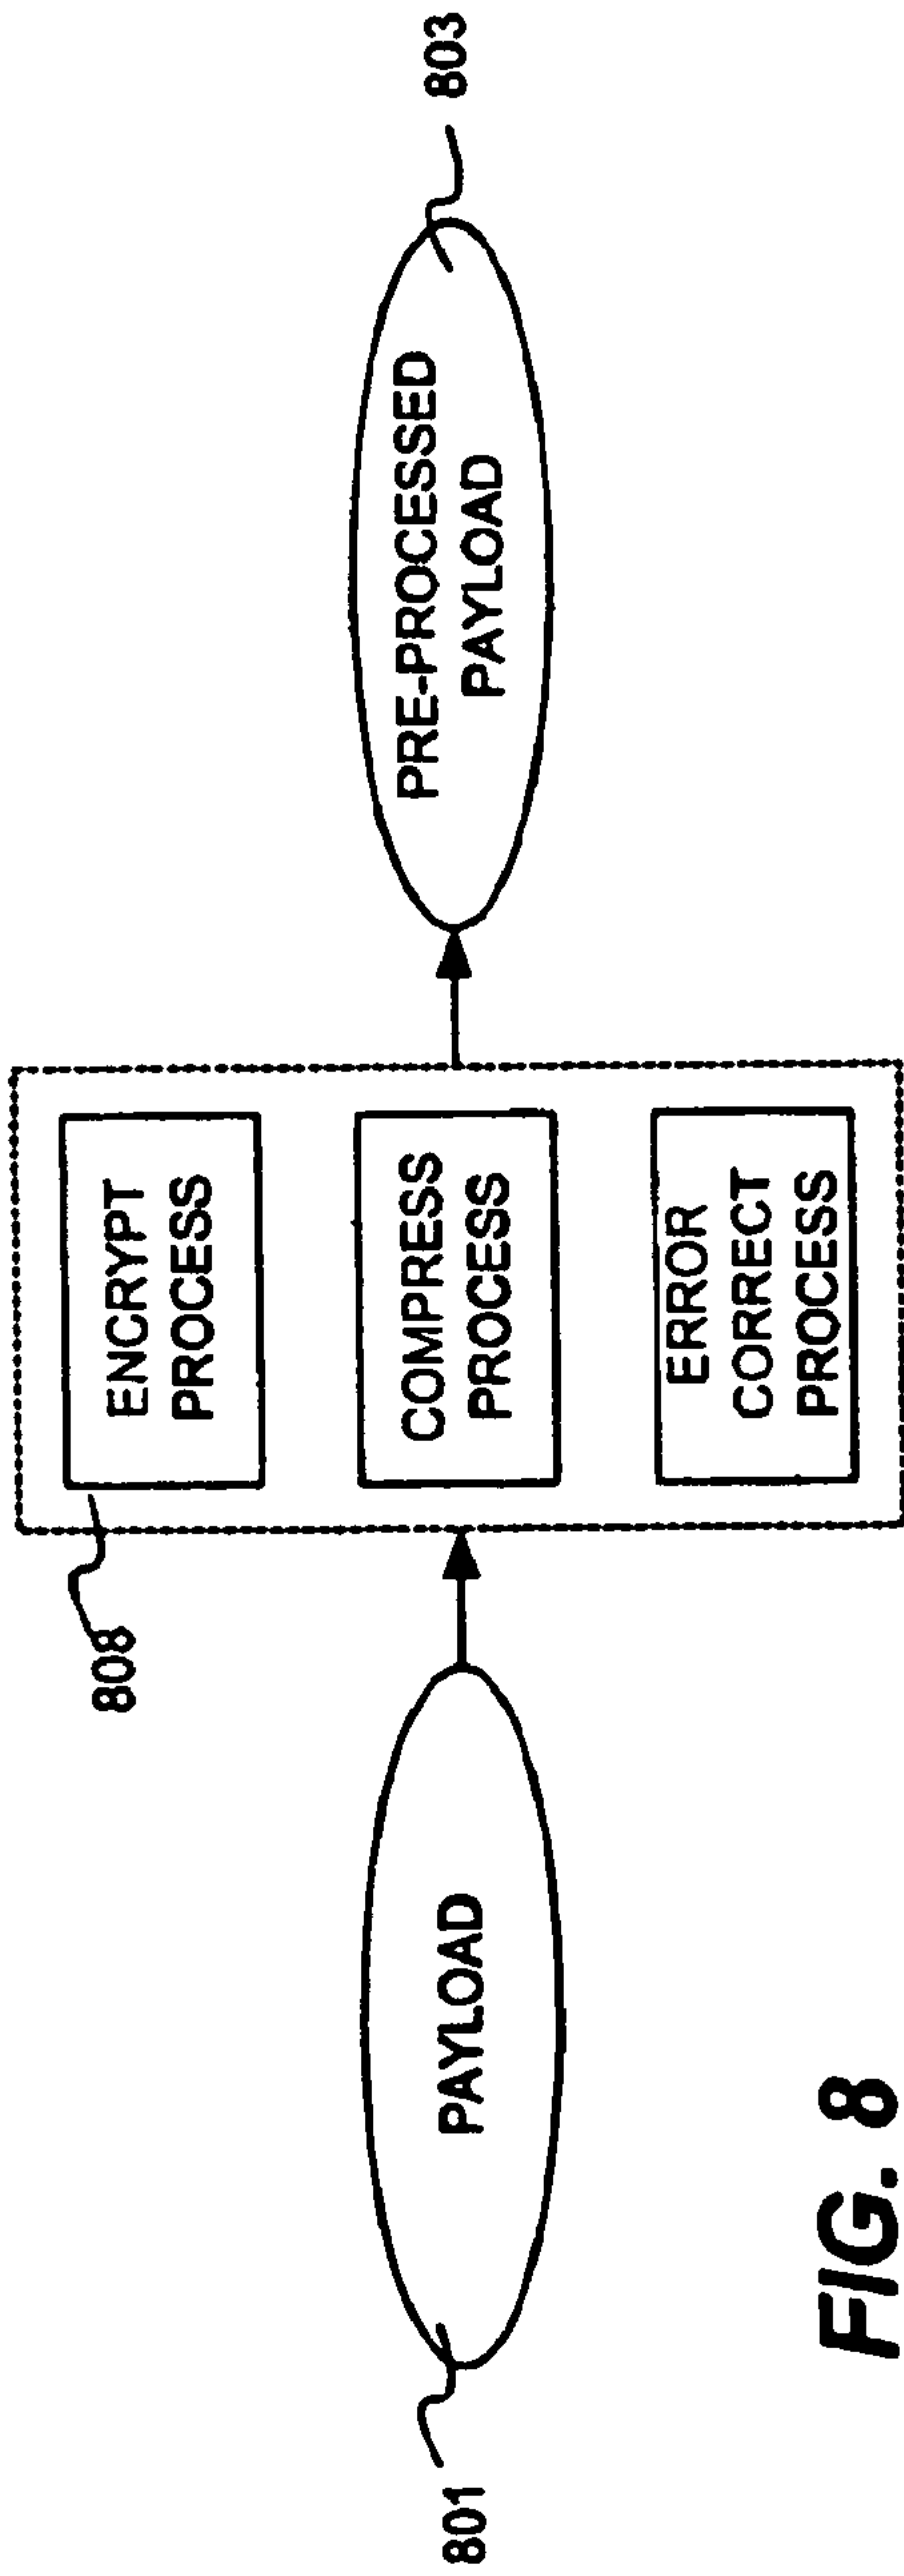 801
PAYLOAD
808
ENCRYPT
PROCESS
COMPRESS
PROCESS
ERROR
CORRECT
PROCESS
PRE-PROCESSED
PAYLOAD
803
FIG. 8